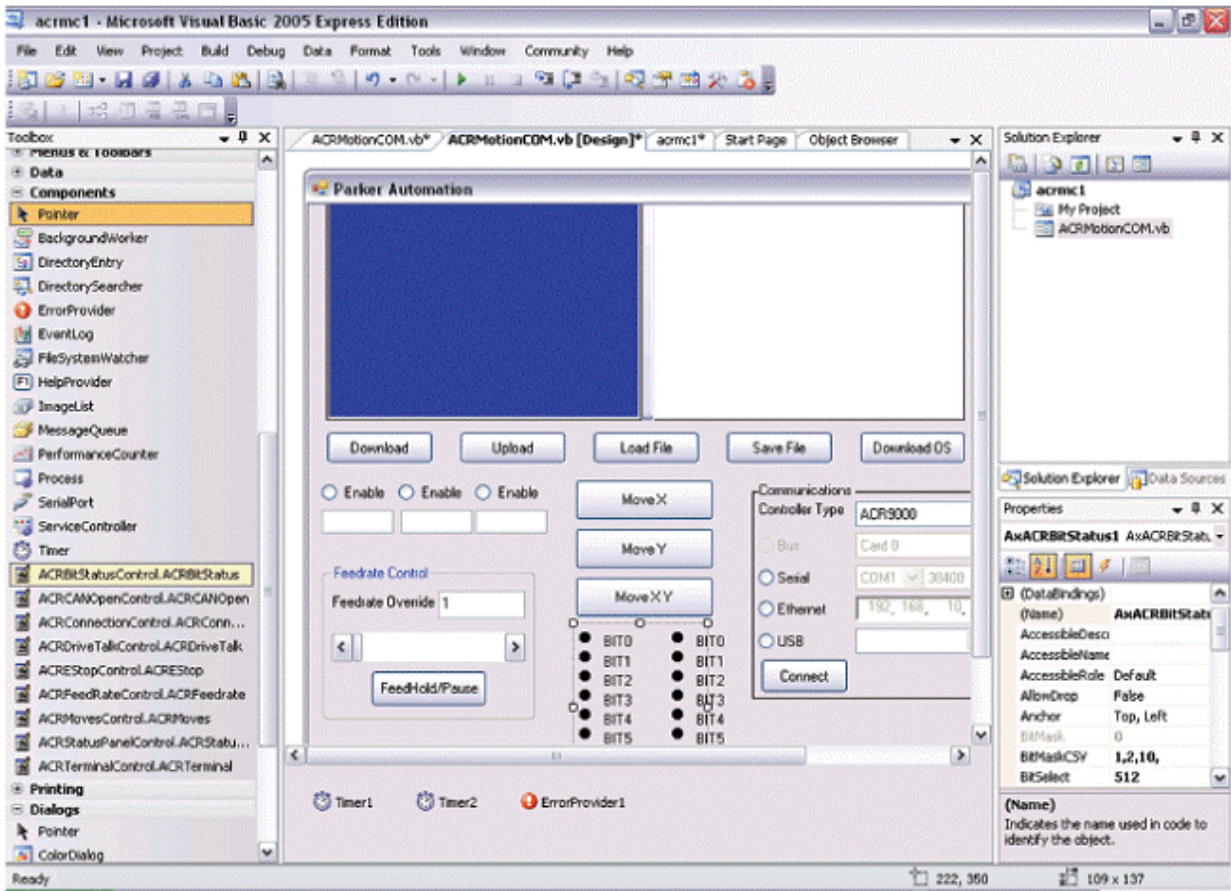 acrmc1 - Microsoft Visual Basic 2005 Express Edition
File Edit View Project Build Debug Data Format Tools Window Community Help
Toolbox
Menus & Toolbars
Data
Components
Pointer
BackgroundWorker
DirectoryEntry
DirectorySearcher
ErrorProvider
EventLog
FileSystemWatcher
HelpProvider
ImageList
MessageQueue
PerformanceCounter
Process
SerialPort
ServiceController
Timer
ACRBitStatusControl.ACRBitStatus
ACRCANOpenControl.ACRCANOpen
ACRConnectionControl.ACRConn...
ACRDriveTalkControl.ACRDriveTalk
ACREStopControl.ACREStop
ACRFeedRateControl.ACRFeedrate
ACRMovesControl.ACRMoves
ACRStatusPanelControl.ACRStatu...
ACRTerminalControl.ACRTerminal
Printing
Dialogs
Pointer
ColorDialog
ACRMotionCOM.vb* ACRMotionCOM.vb [Design]* acrmc1* Start Page Object Browser
Parker Automation
Download Upload Load File Save File Download OS
Enable Enable Enable
Feedrate Control
Feedrate Override 1
FeedHold/Pause
Move X
Move Y
Move X Y
BIT0 BIT0
BIT1 BIT1
BIT2 BIT2
BIT3 BIT3
BIT4 BIT4
BIT5 BIT5
Communications
Controller Type ACR9000
Bus Card 0
Serial COM1 38400
Ethernet 192, 168, 10,
USB
Connect
Timer1 Timer2 ErrorProvider1
Solution Explorer
acrmc1
My Project
ACRMotionCOM.vb
Solution Explorer Data Sources
Properties
AxACRBitStatus1 AxACRBitStatu
(DataBindings)
(Name) AxACRBitStatu
AccessibleDescri
AccessibleName
AccessibleRole Default
AllowDrop False
Anchor Top, Left
BitMask 0
BitMaskCSV 1,2,10,
BitSelect 512
(Name)
Indicates the name used in code to
identify the object.
Ready 222, 350 109 x 137